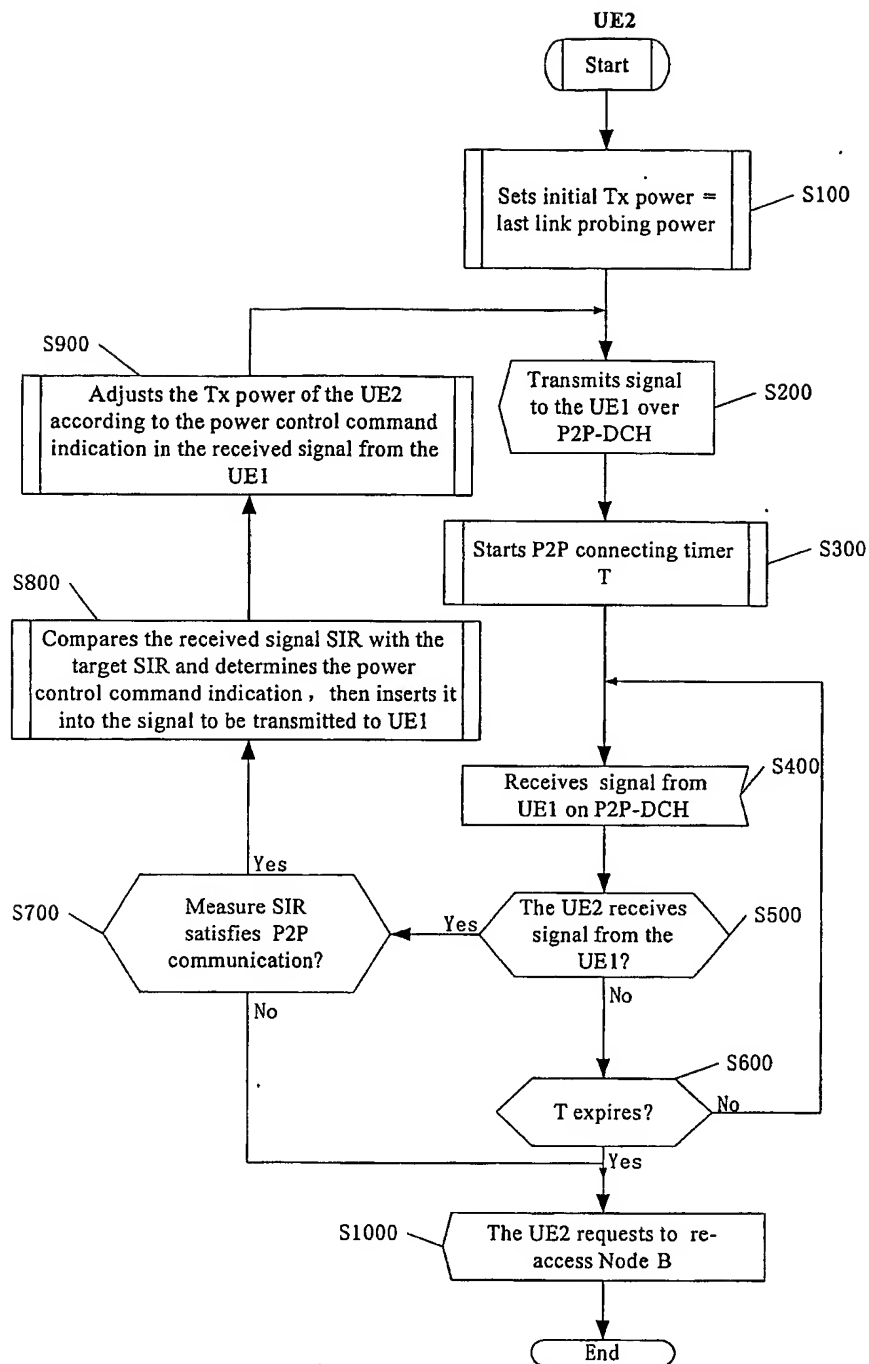 UE2
Start
Sets initial Tx power =
last link probing power
S100
S900
Adjusts the Tx power of the UE2
according to the power control command
indication in the received signal from the
UE1
Transmits signal
to the UE1 over
P2P-DCH
S200
Starts P2P connecting timer
T
S300
S800
Compares the received signal SIR with the
target SIR and determines the power
control command indication, then inserts it
into the signal to be transmitted to UE1
Receives signal from
UE1 on P2P-DCH
S400
Yes
S700
Measure SIR
satisfies P2P
communication?
Yes
The UE2 receives
signal from the
UE1?
S500
No
No
S600
T expires?
No
Yes
S1000
The UE2 requests to re-
access Node B
End